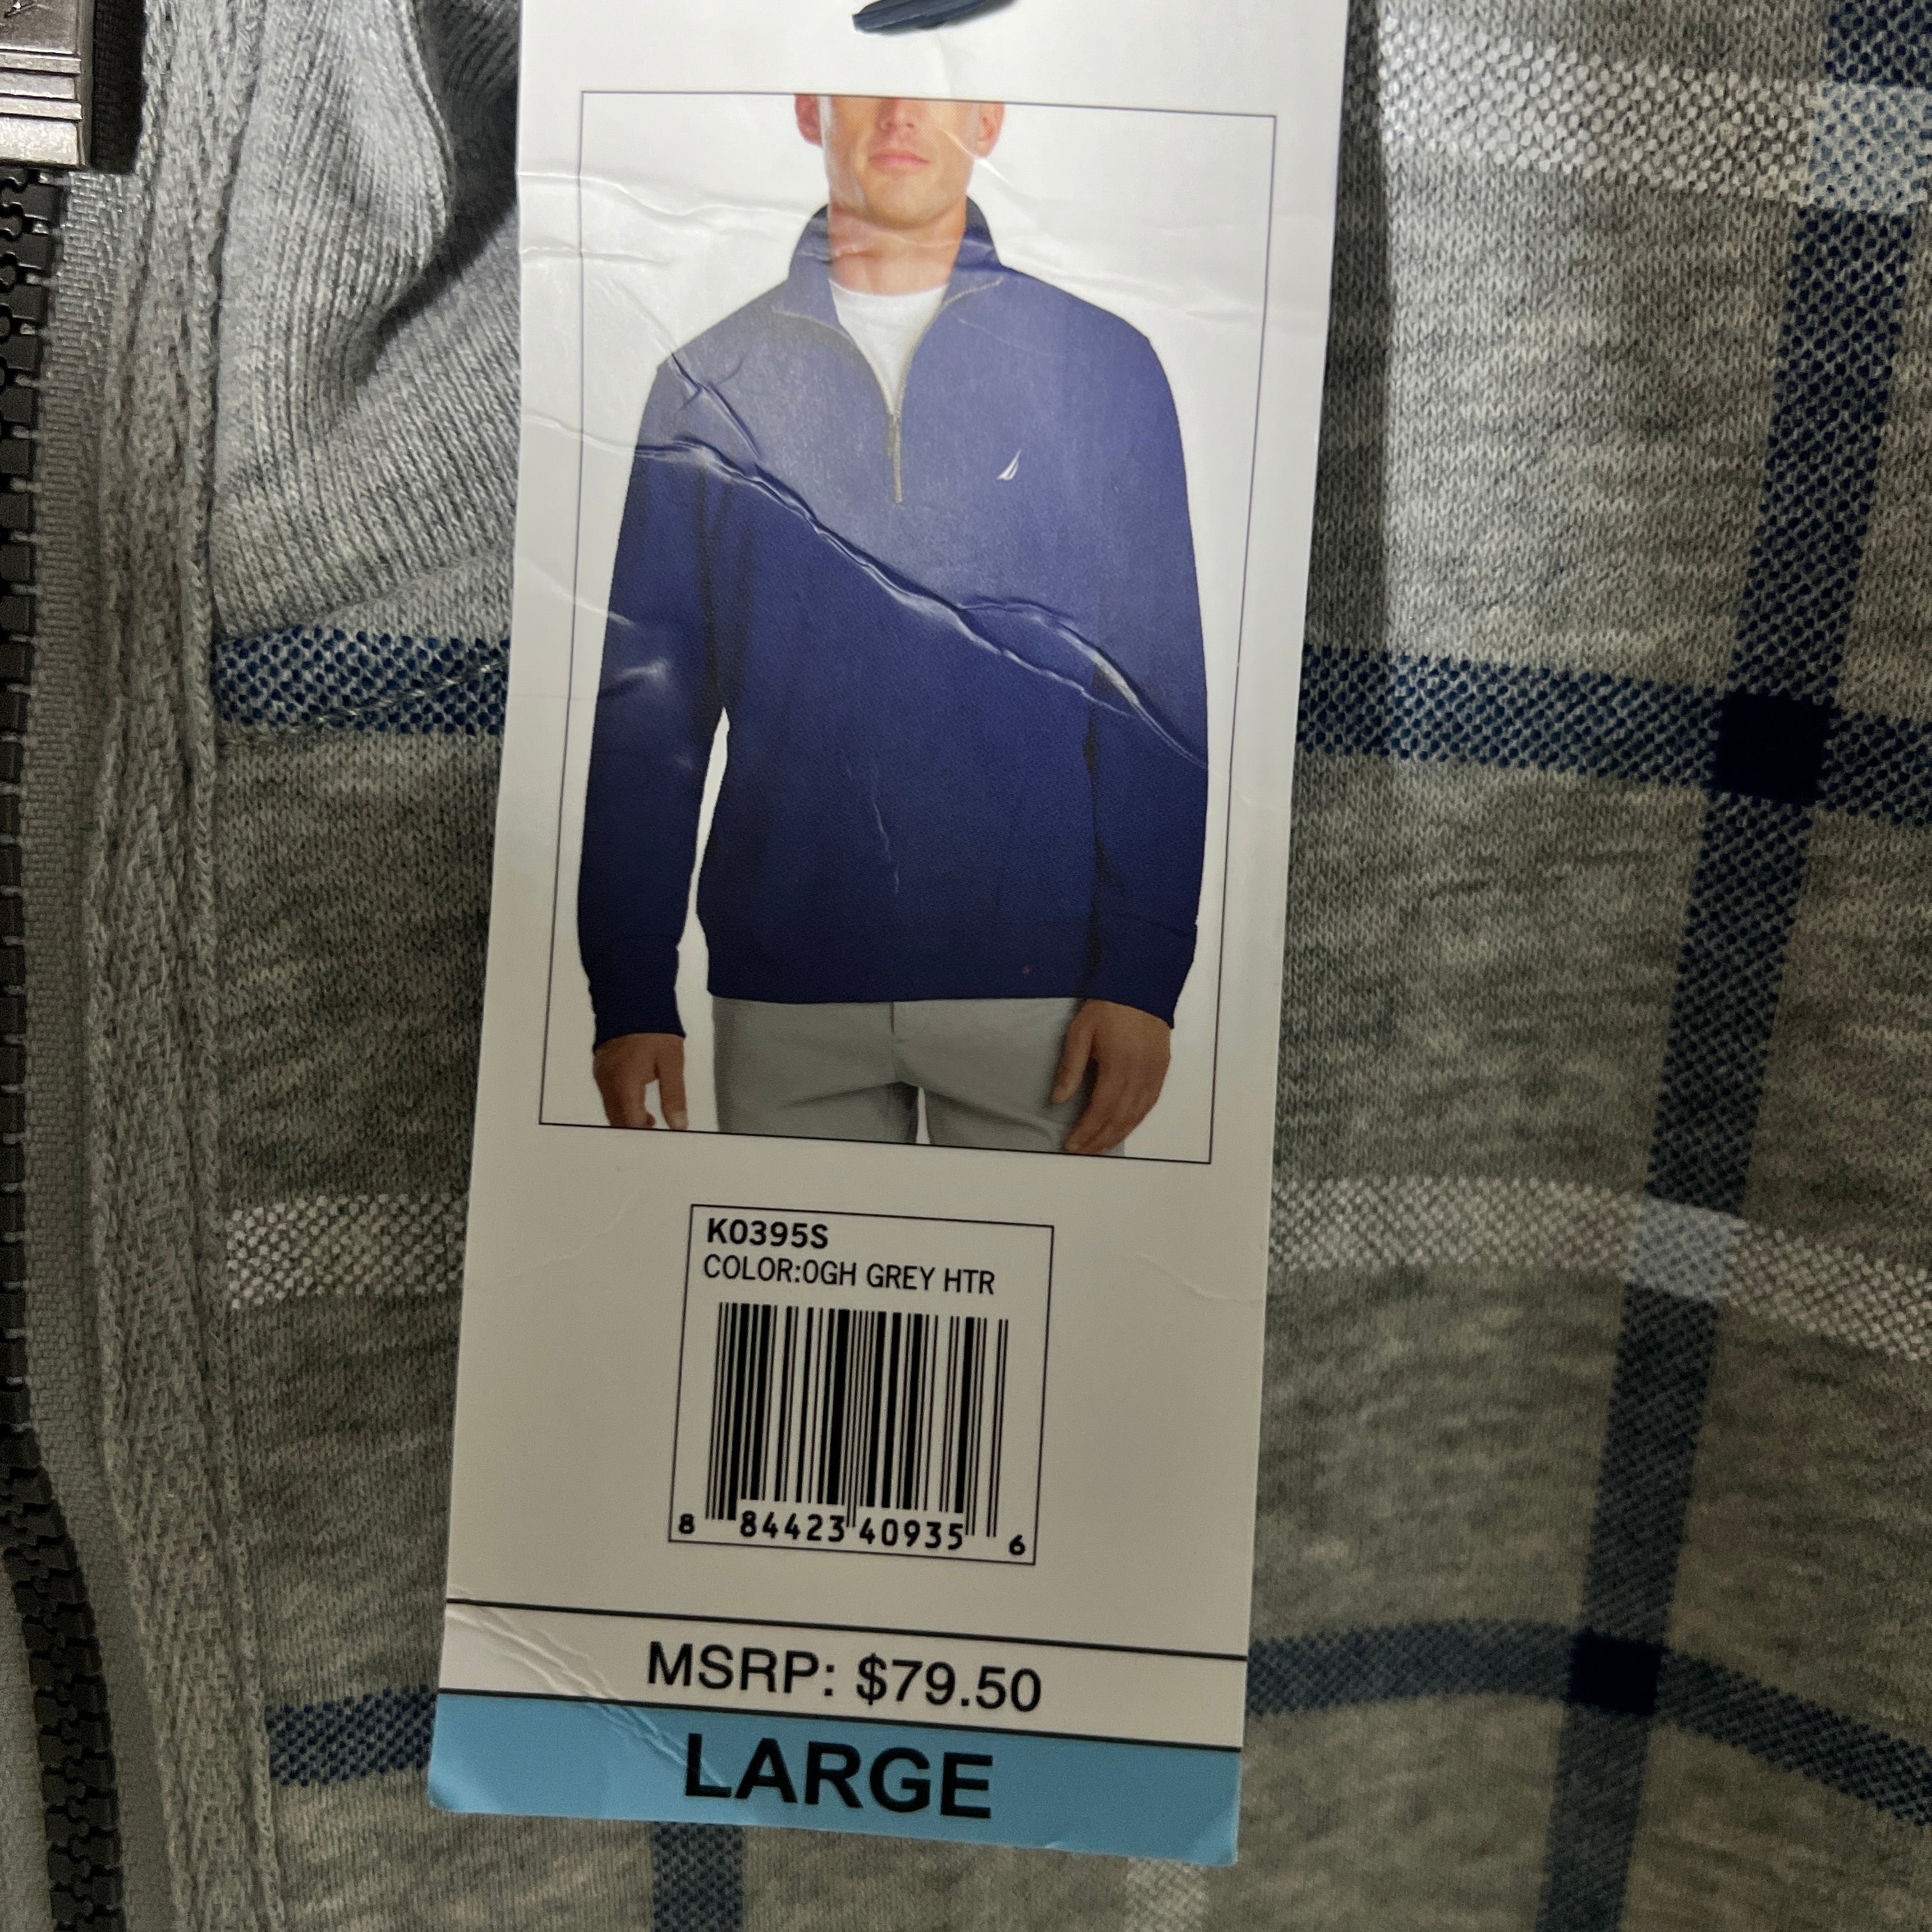 K0395S
COLOR:0GH GREY HTR
8 84423 40935 6
MSRP: $79.50
LARGE